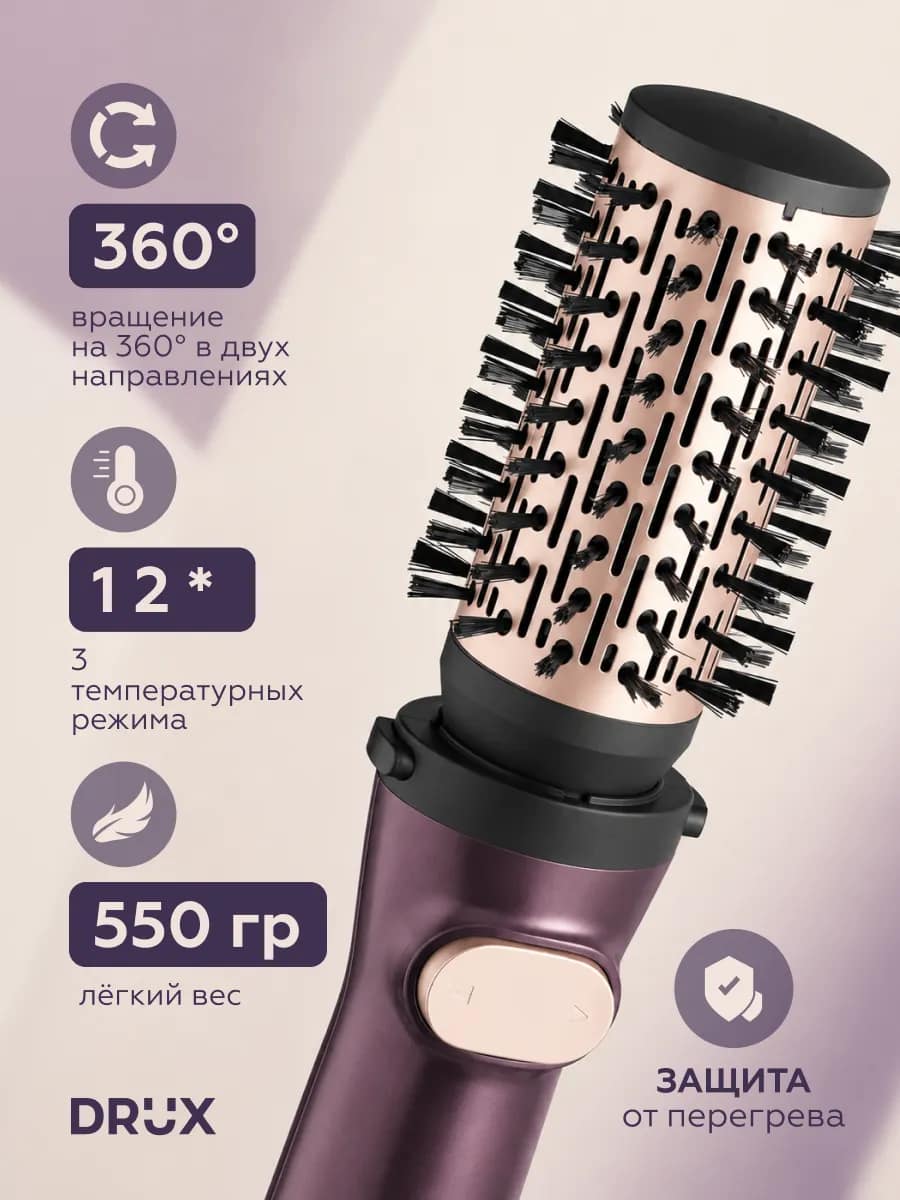 360°
вращение
на 360° в двух
направлениях
12*
3
температурных
режима
550 гр
лёгкий вес
DRUX
ЗАЩИТА
от перегрева